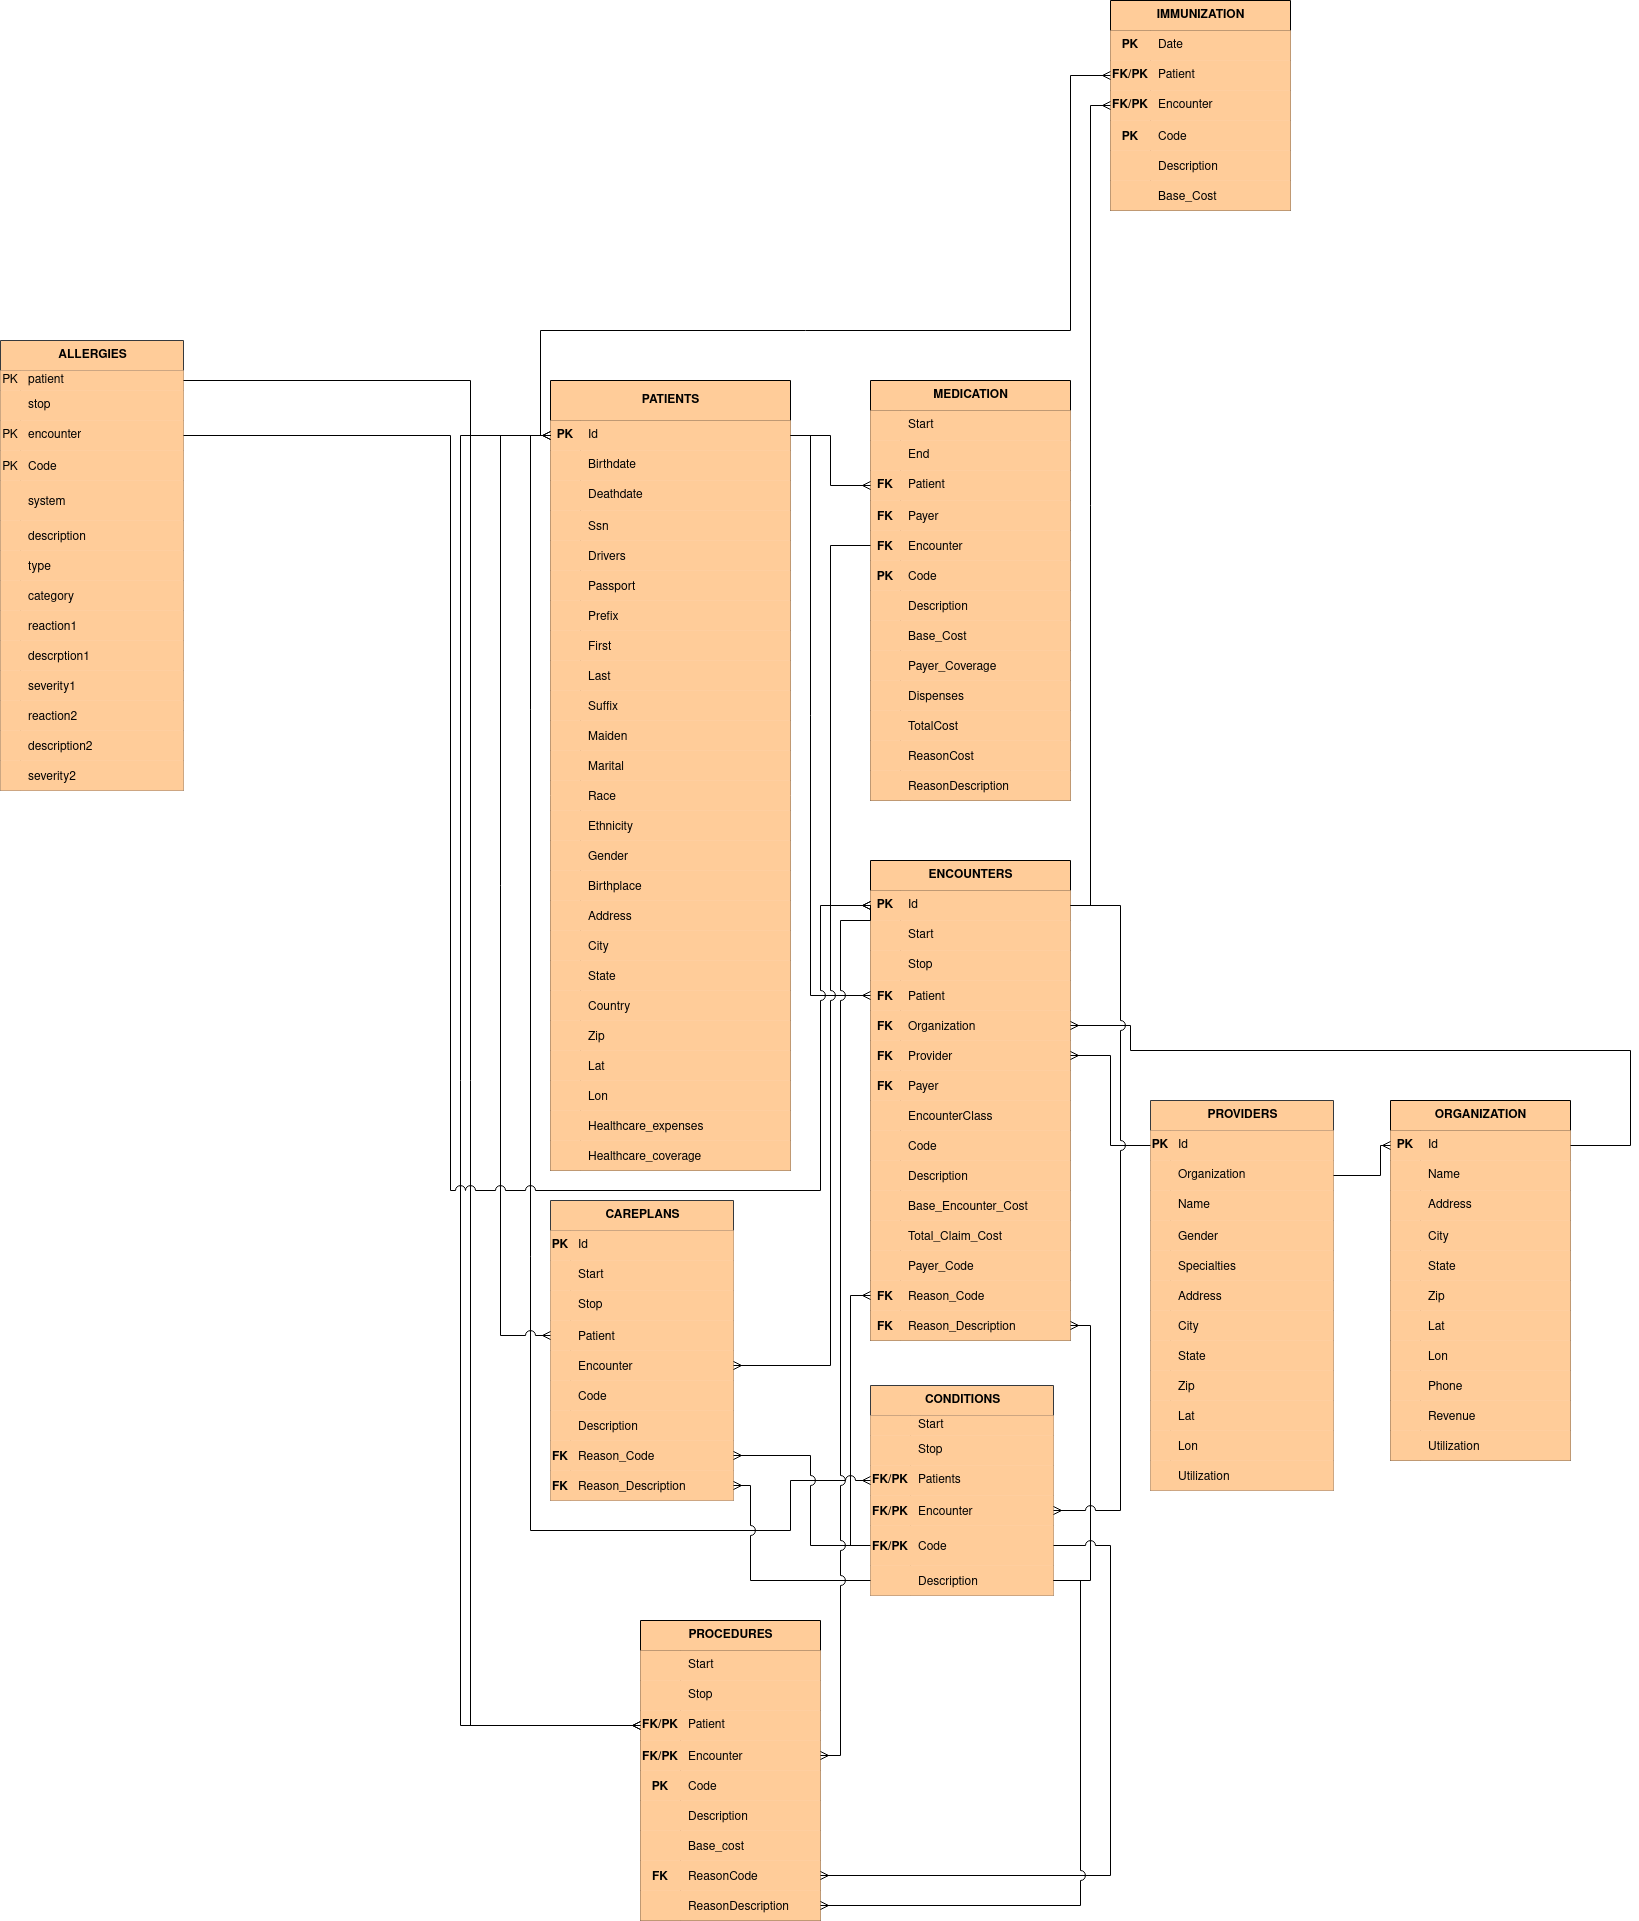 IMMUNIZATION
PK Date
FK/PK Patient
FK/PK Encounter
PK Code
Description
Base_Cost
ALLERGIES
PK patient
stop
PK encounter
PK Code
system
description
type
category
reaction1
descrption1
severity1
reaction2
description2
severity2
PATIENTS
PK Id
Birthdate
Deathdate
Ssn
Drivers
Passport
Prefix
First
Last
Suffix
Maiden
Marital
Race
Ethnicity
Gender
Birthplace
Address
City
State
Country
Zip
Lat
Lon
Healthcare_expenses
Healthcare_coverage
MEDICATION
Start
End
FK Patient
FK Payer
FK Encounter
PK Code
Description
Base_Cost
Payer_Coverage
Dispenses
TotalCost
ReasonCost
ReasonDescription
ENCOUNTERS
PK Id
Start
Stop
FK Patient
FK Organization
FK Provider
FK Payer
EncounterClass
Code
Description
Base_Encounter_Cost
Total_Claim_Cost
Payer_Code
FK Reason_Code
FK Reason_Description
PROVIDERS
PK Id
Organization
Name
Gender
Specialties
Address
City
State
Zip
Lat
Lon
Utilization
ORGANIZATION
PK Id
Name
Address
City
State
Zip
Lat
Lon
Phone
Revenue
Utilization
CAREPLANS
PK Id
Start
Stop
Patient
Encounter
Code
Description
FK Reason_Code
FK Reason_Description
CONDITIONS
Start
Stop
FK/PK Patients
FK/PK Encounter
FK/PK Code
Description
PROCEDURES
Start
Stop
FK/PK Patient
FK/PK Encounter
PK Code
Description
Base_cost
FK ReasonCode
ReasonDescription